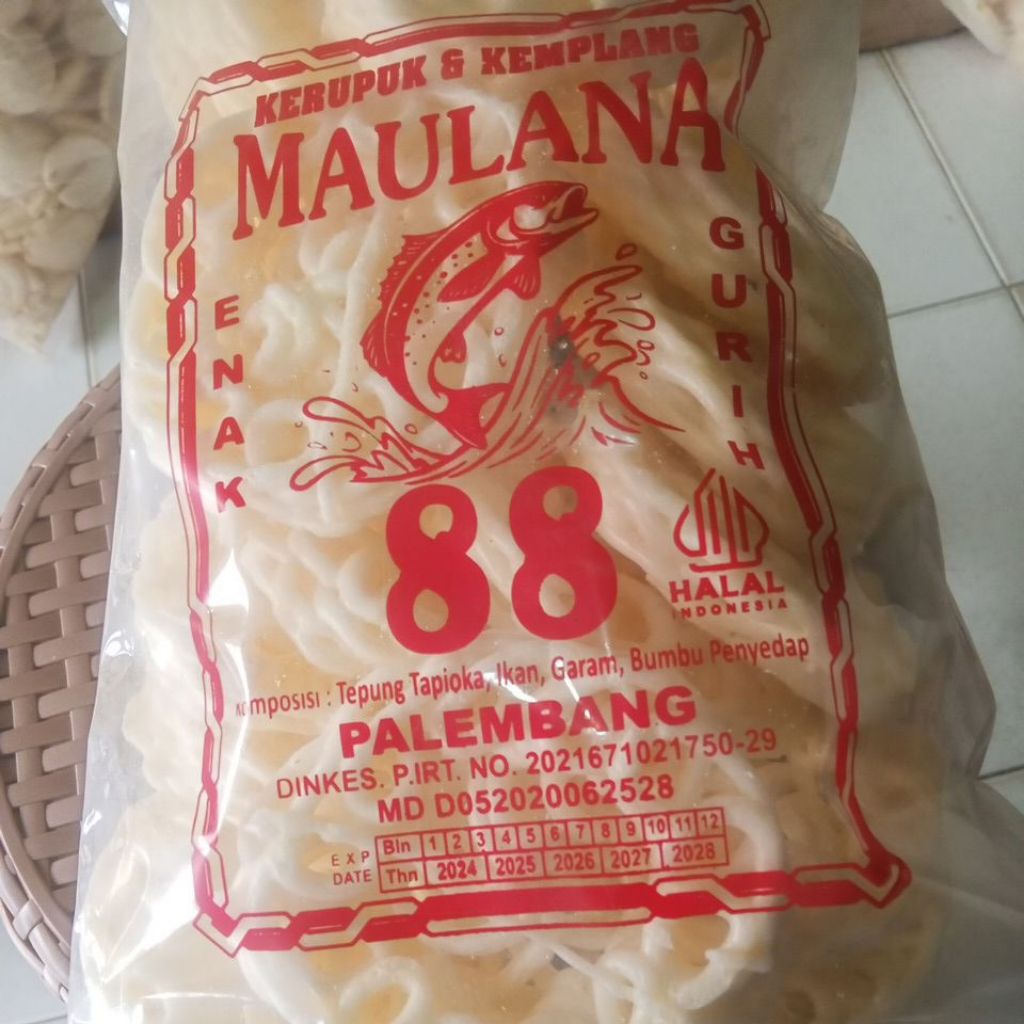 KERUPUK & KEMPLANG
MAULANA
ENAK
GURIH
88
HALAL
INDONESIA
Komposisi : Tepung Tapioka, Ikan, Garam, Bumbu Penyedap
PALEMBANG
DINKES. P.IRT. NO. 2021671021750-29
MD D052020062528
EXP DATE
Bln 1 2 3 4 5 6 7 8 9 10 11 12
Thn 2024 2025 2026 2027 2028